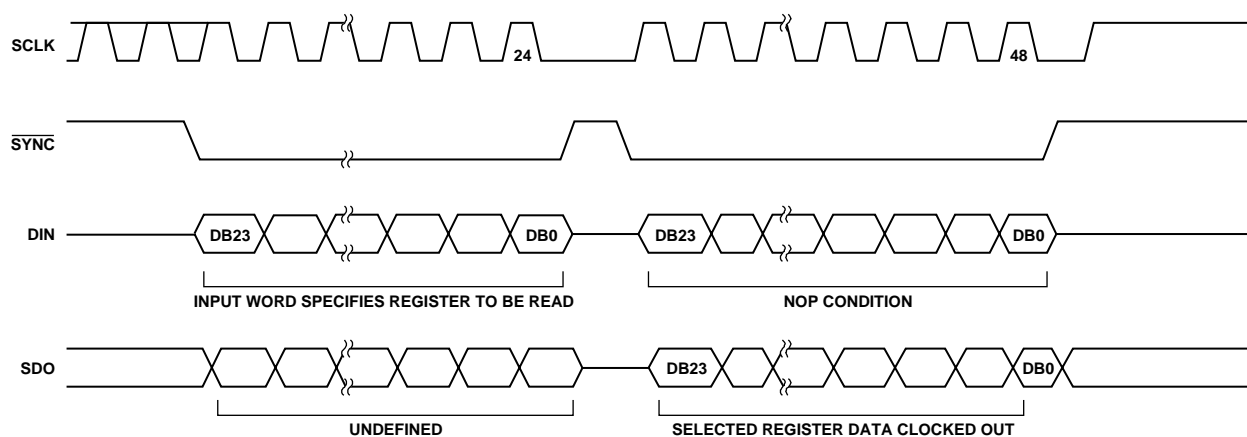 SCLK
24
48
SYNC
DIN
DB23
DB0
DB23
DB0
INPUT WORD SPECIFIES REGISTER TO BE READ
NOP CONDITION
SDO
DB23
DB0
UNDEFINED
SELECTED REGISTER DATA CLOCKED OUT